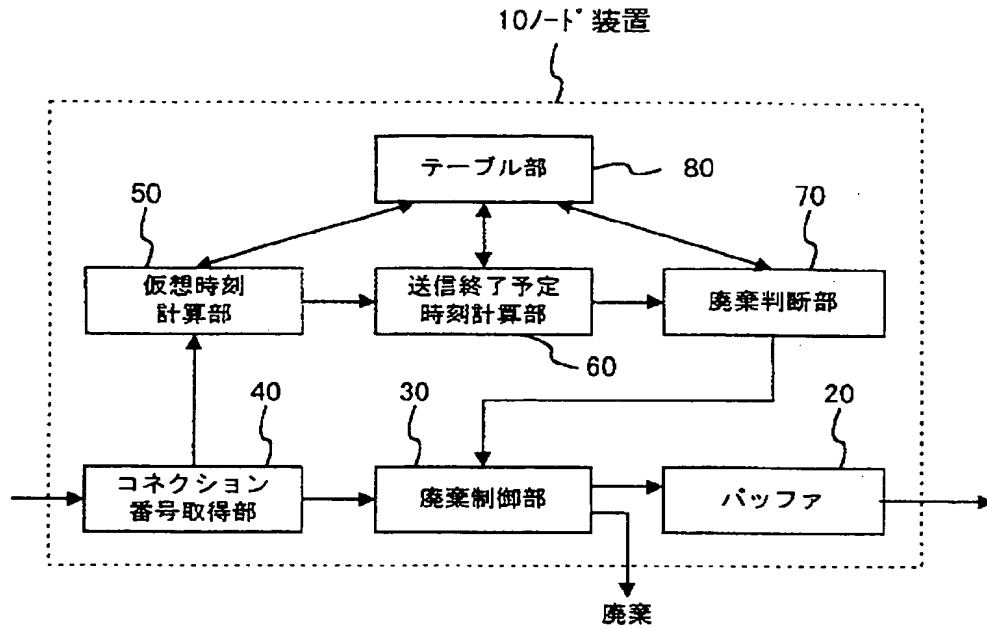 10ノード装置
テーブル部
80
50
70
仮想時刻
計算部
送信終了予定
時刻計算部
廃棄判断部
60
40
30
20
コネクション
番号取得部
廃棄制御部
バッファ
廃棄